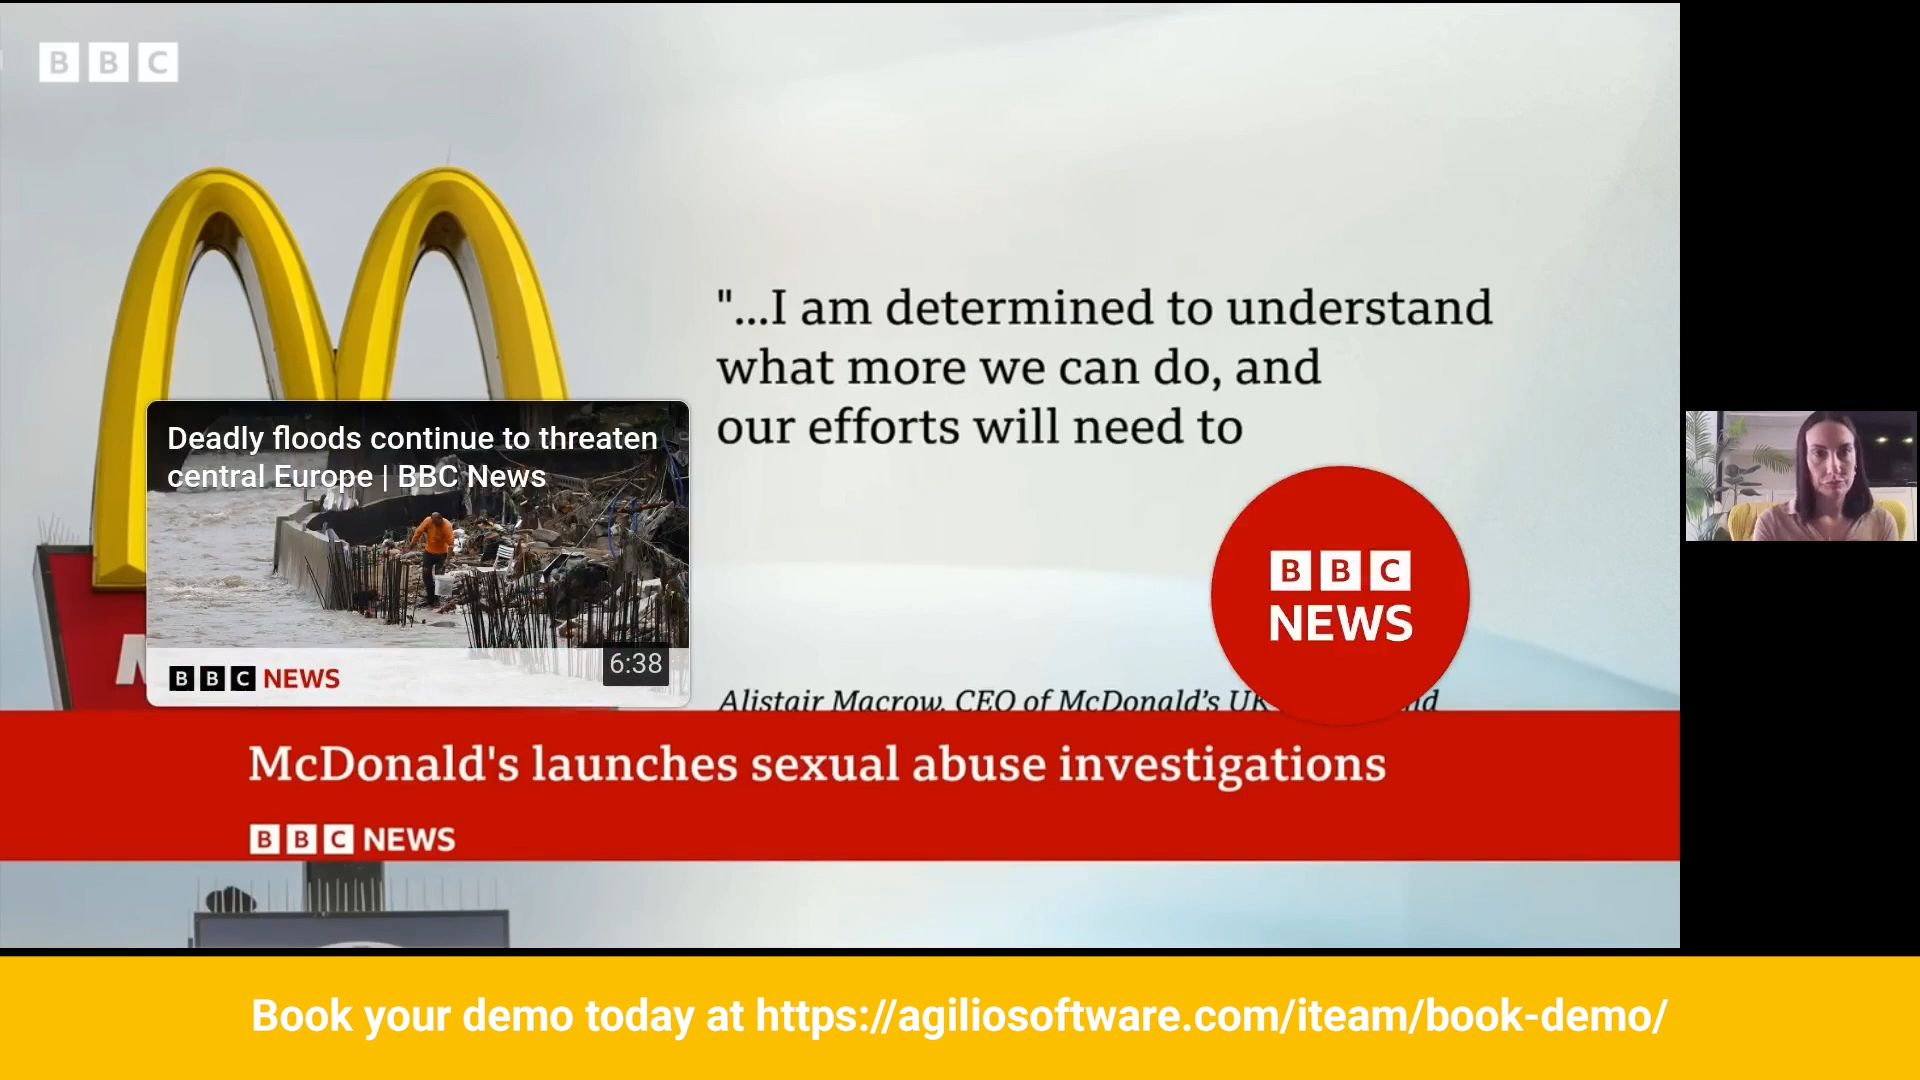 BBC
"...I am determined to understand
what more we can do, and
our efforts will need to
Deadly floods continue to threaten
central Europe | BBC News
BBC NEWS
6:38
BBC
NEWS
Alistair Macrow, CEO of McDonald's UK
McDonald's launches sexual abuse investigations
BBC NEWS
Book your demo today at https://agiliosoftware.com/iteam/book-demo/